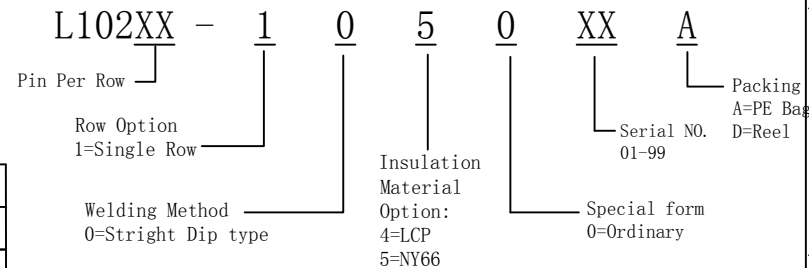 L102XX - 1 0 5 0 XX A
Pin Per Row
Row Option
1=Single Row
Welding Method
0=Stright Dip type
Insulation
Material
Option:
4=LCP
5=NY66
Special form
0=Ordinary
Serial NO.
01-99
Packing
A=PE Bag
D=Reel